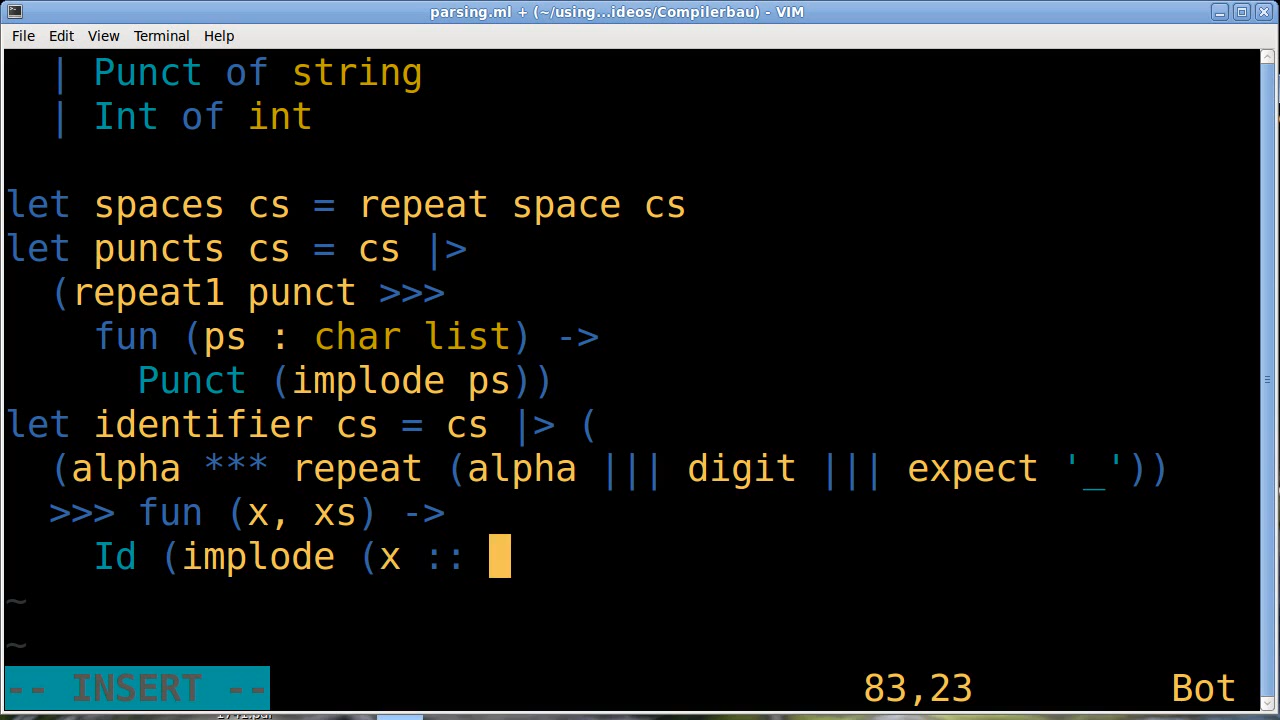 parsing.ml + (~/using...ideos/Compilerbau) - VIM
File Edit View Terminal Help
| Punct of string
| Int of int
let spaces cs = repeat space cs
let puncts cs = cs |>
(repeat1 punct >>>
fun (ps : char list) ->
Punct (implode ps))
let identifier cs = cs |> (
(alpha *** repeat (alpha ||| digit ||| expect '_'))
>>> fun (x, xs) ->
Id (implode (x ::
~
~
-- INSERT -- 83,23 Bot